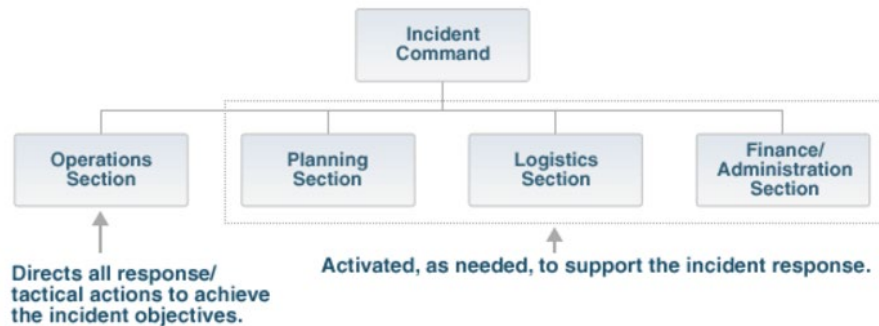 Incident
Command
Operations
Section
Planning
Section
Logistics
Section
Finance/
Administration
Section
Directs all response/
tactical actions to achieve
the incident objectives.
Activated, as needed, to support the incident response.